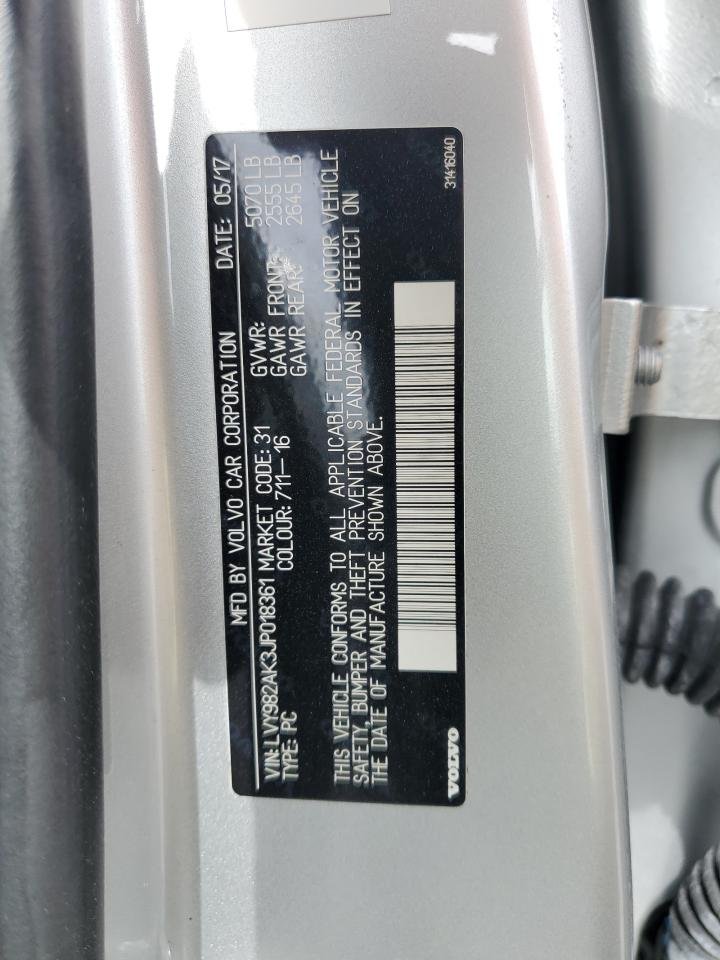 MFD BY VOLVO CAR CORPORATION DATE: 05/17
VIN: LVY982AK3JP018361 MARKET CODE: 31 GVWR: 5070 LB
TYPE: PC COLOUR: 711-16 GAWR FRONT: 2555 LB
GAWR REAR: 2645 LB
THIS VEHICLE CONFORMS TO ALL APPLICABLE FEDERAL MOTOR VEHICLE
SAFETY, BUMPER AND THEFT PREVENTION STANDARDS IN EFFECT ON
THE DATE OF MANUFACTURE SHOWN ABOVE.
VOLVO 31416040